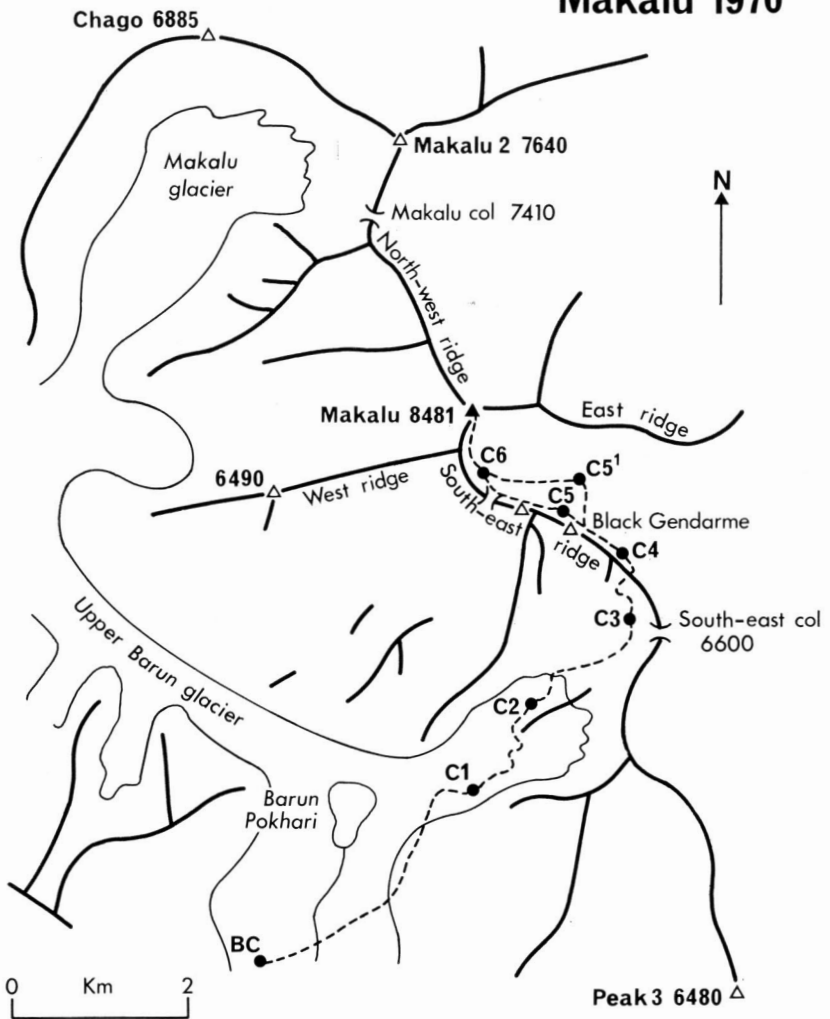 Makalu 1970
Chago 6885
Makalu 2 7640
Makalu
glacier
N
Makalu col 7410
North-west ridge
Makalu 8481
East ridge
C6
C5¹
6490
West ridge
C5
South-east ridge
Black Gendarme
C4
C3
South-east col
6600
Upper Barun glacier
C2
C1
Barun
Pokhari
BC
0 Km 2
Peak 3 6480